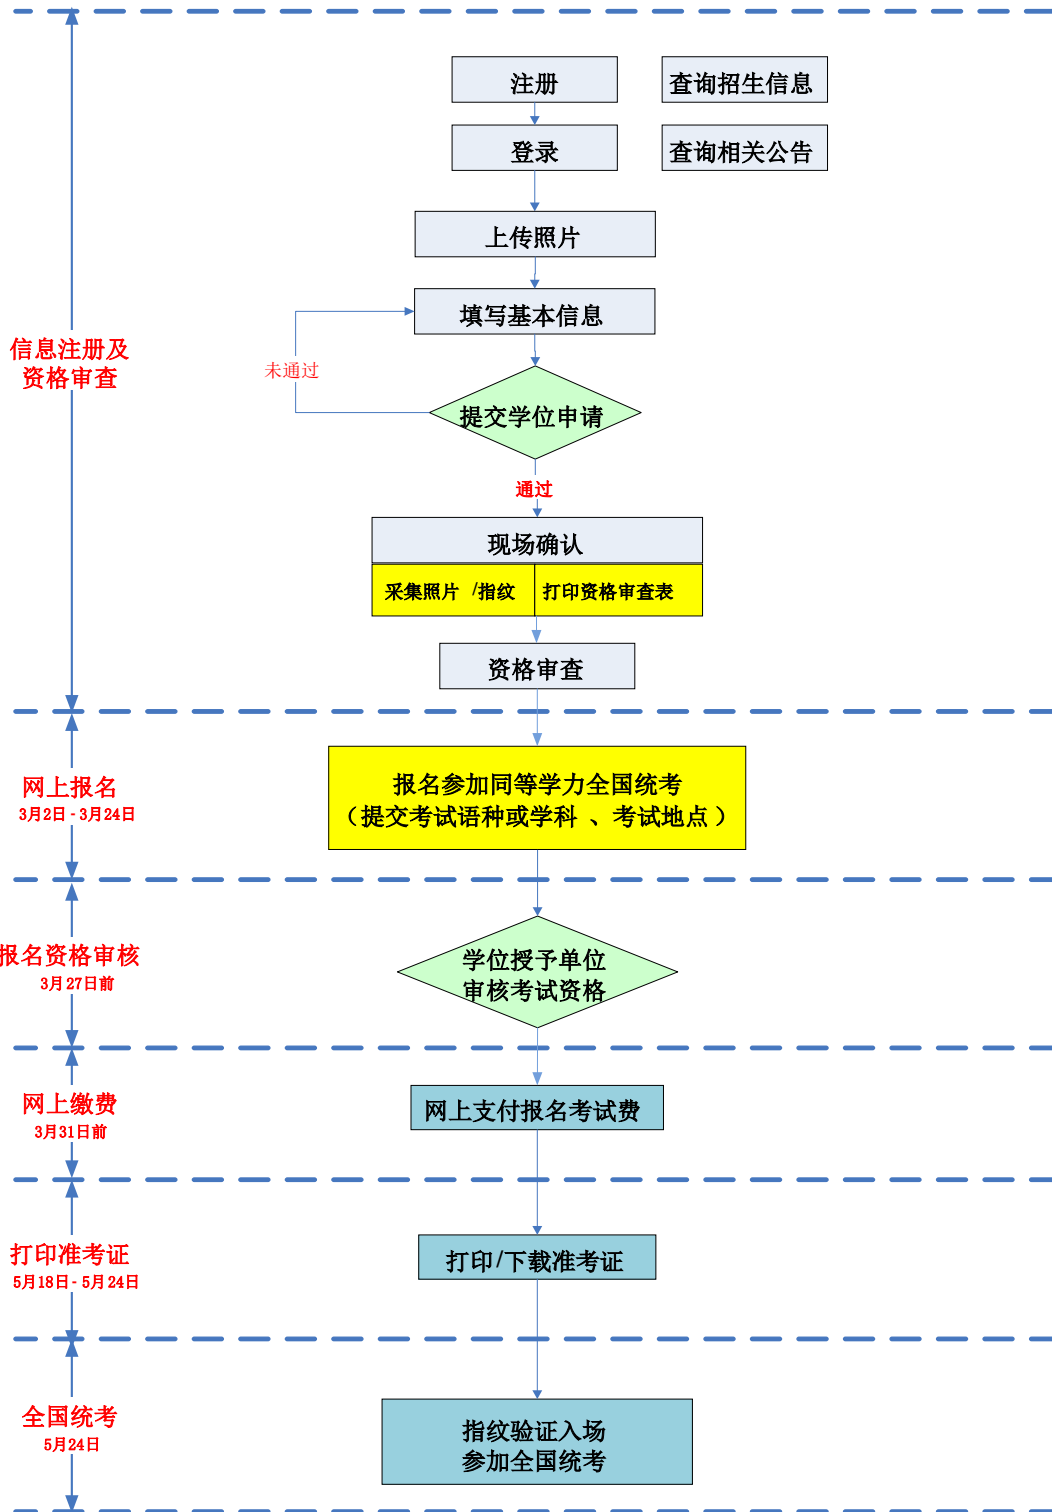 注册
查询招生信息
登录
查询相关公告
上传照片
填写基本信息
信息注册及
资格审查
未通过
提交学位申请
通过
现场确认
采集照片 /指纹
打印资格审查表
资格审查
网上报名
3月2日 - 3月24日
报名参加同等学力全国统考
（提交考试语种或学科 、考试地点 ）
报名资格审核
3月27日前
学位授予单位
审核考试资格
网上缴费
3月31日前
网上支付报名考试费
打印准考证
5月18日 - 5月24日
打印/下载准考证
全国统考
5月24日
指纹验证入场
参加全国统考